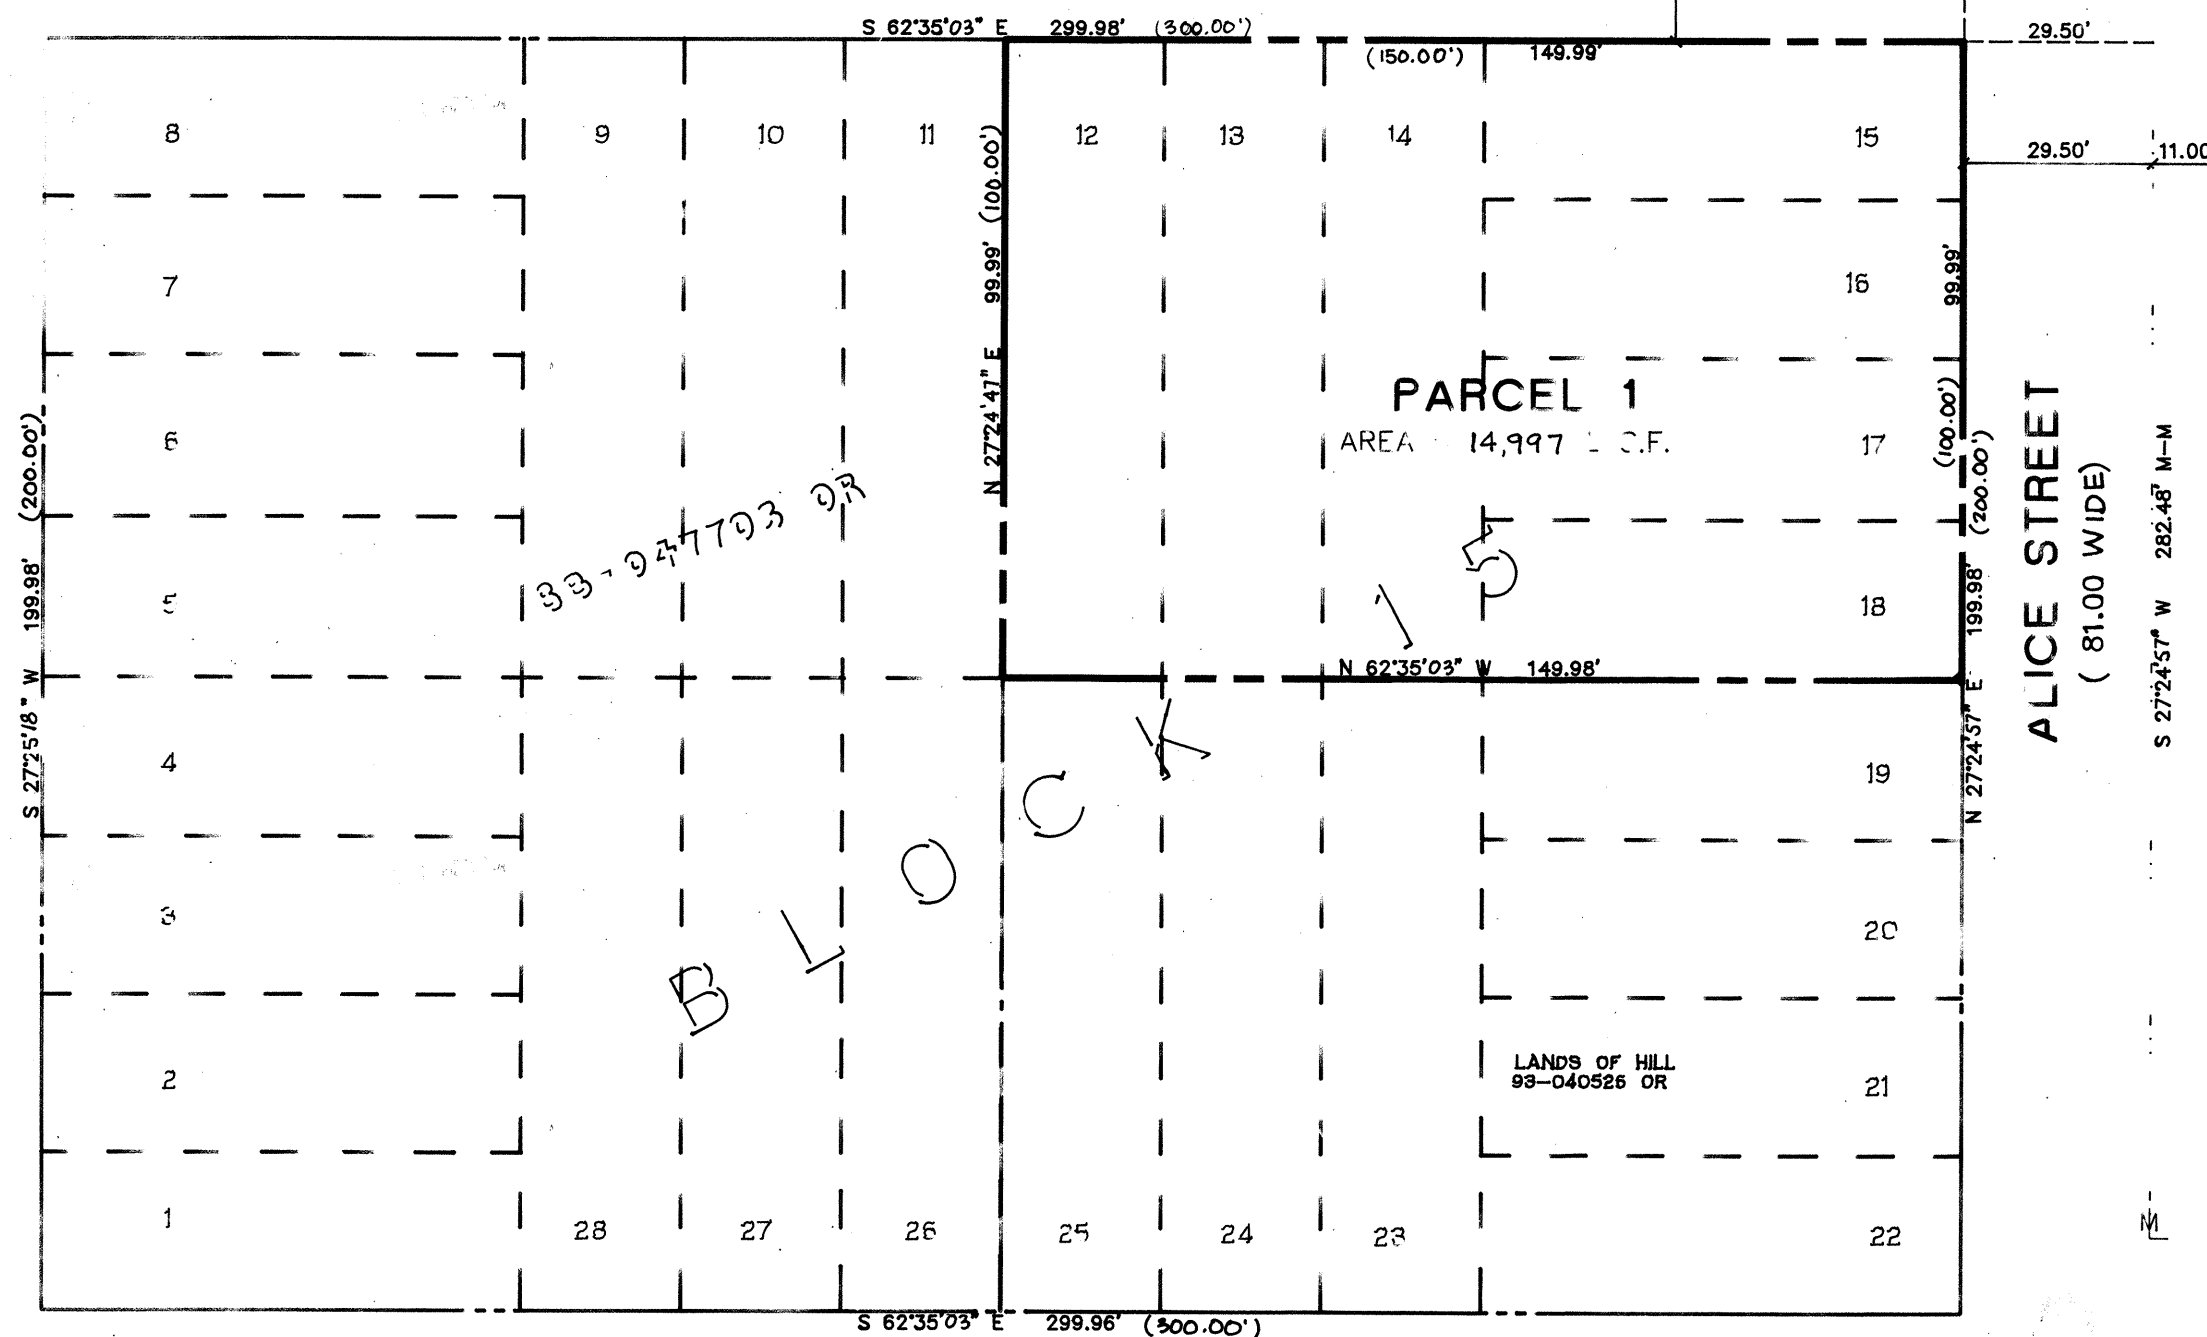 S 62°35'03" E 299.98' (300.00')
29.50'
(150.00') 149.99'
8
9
10
11
12
13
14
15
29.50' 11.00
N 27°24'47" E 99.99' (100.00')
7
16
99.99'
(100.00')
PARCEL 1
AREA 14,997 S.F.
6
17
S 27°25'18" W 199.98' (200.00')
ALICE STREET
( 81.00 WIDE)
S 27°24'57" W 282.48' M-M
N 27°24'57" E 199.98' (200.00')
5
18
N 62°35'03" W 149.98'
BLOCK 15
4
19
3
20
LANDS OF HILL
93-040526 OR
2
21
1
28
27
26
25
24
23
22
M
S 62°35'03" E 299.96' (300.00')